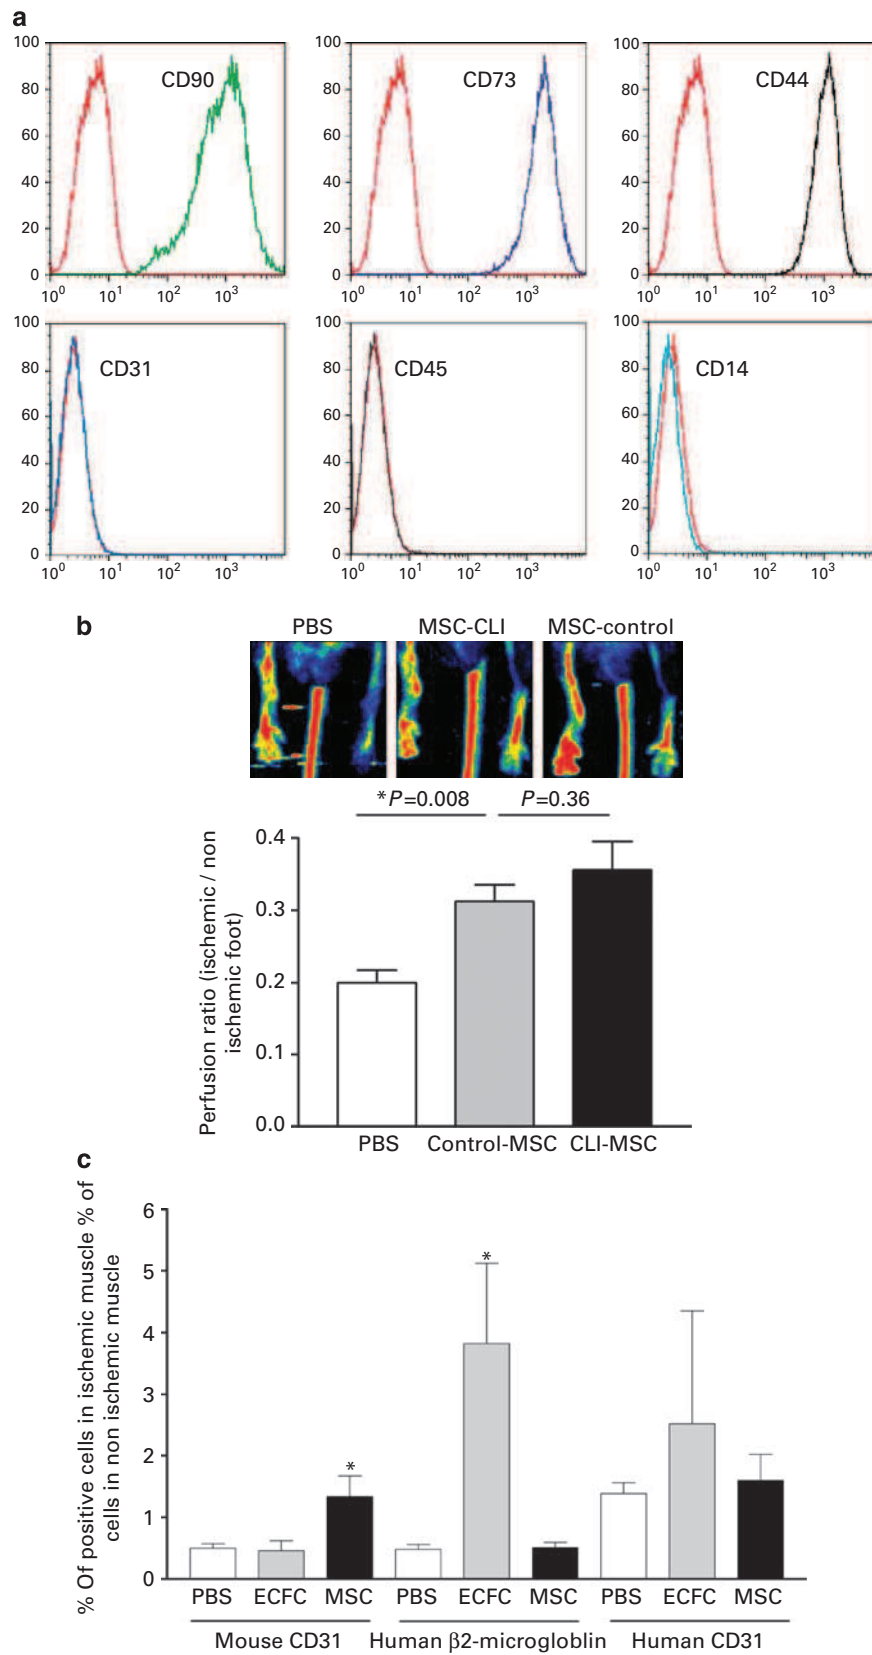 a
100
80
60
40
20
0
CD90
10⁰ 10¹ 10² 10³
100
80
60
40
20
0
CD73
10⁰ 10¹ 10² 10³
100
80
60
40
20
0
CD44
10⁰ 10¹ 10² 10³
100
80
60
40
20
0
CD31
10⁰ 10¹ 10² 10³
100
80
60
40
20
0
CD45
10⁰ 10¹ 10² 10³
100
80
60
40
20
0
CD14
10⁰ 10¹ 10² 10³
b
PBS MSC-CLI MSC-control
*P=0.008 P=0.36
Perfusion ratio (ischemic / non
ischemic foot)
0.4
0.3
0.2
0.1
0.0
PBS Control-MSC CLI-MSC
c
% Of positive cells in ischemic muscle % of
cells in non ischemic muscle
6
5
4
3
2
1
0
* *
PBS ECFC MSC PBS ECFC MSC PBS ECFC MSC
Mouse CD31 Human β2-microgloblin Human CD31